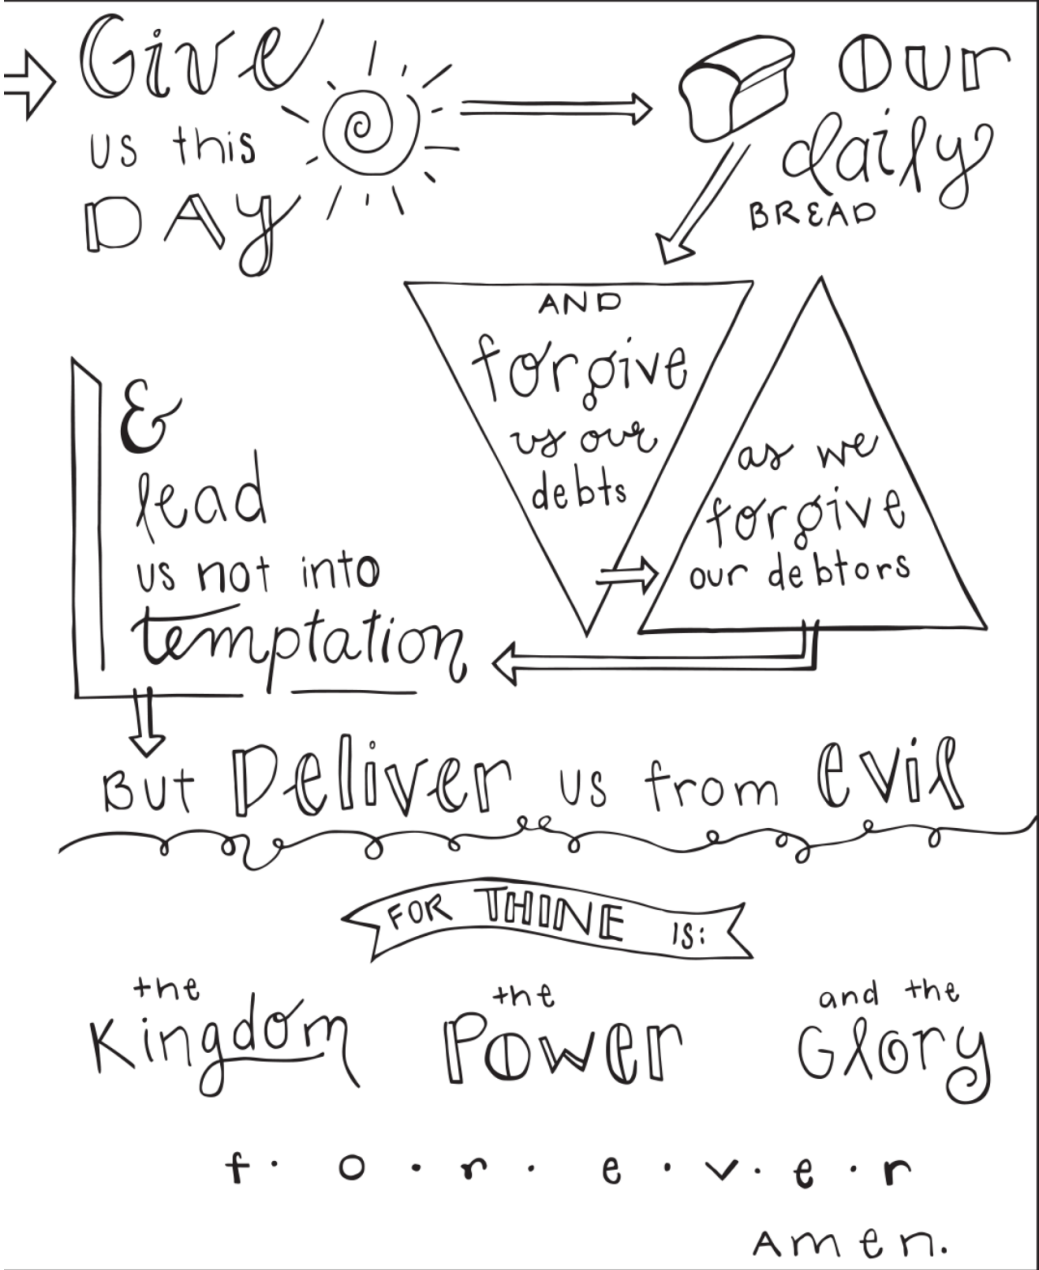 Give
us this
DAY
our
daily
BREAD
AND
forgive
us our
debts
as we
forgive
our debtors
&
lead
us not into
temptation
But Deliver us from evil
FOR THINE IS:
the
Kingdom
the
Power
and the
Glory
f · o · r · e · v · e · r
Amen.